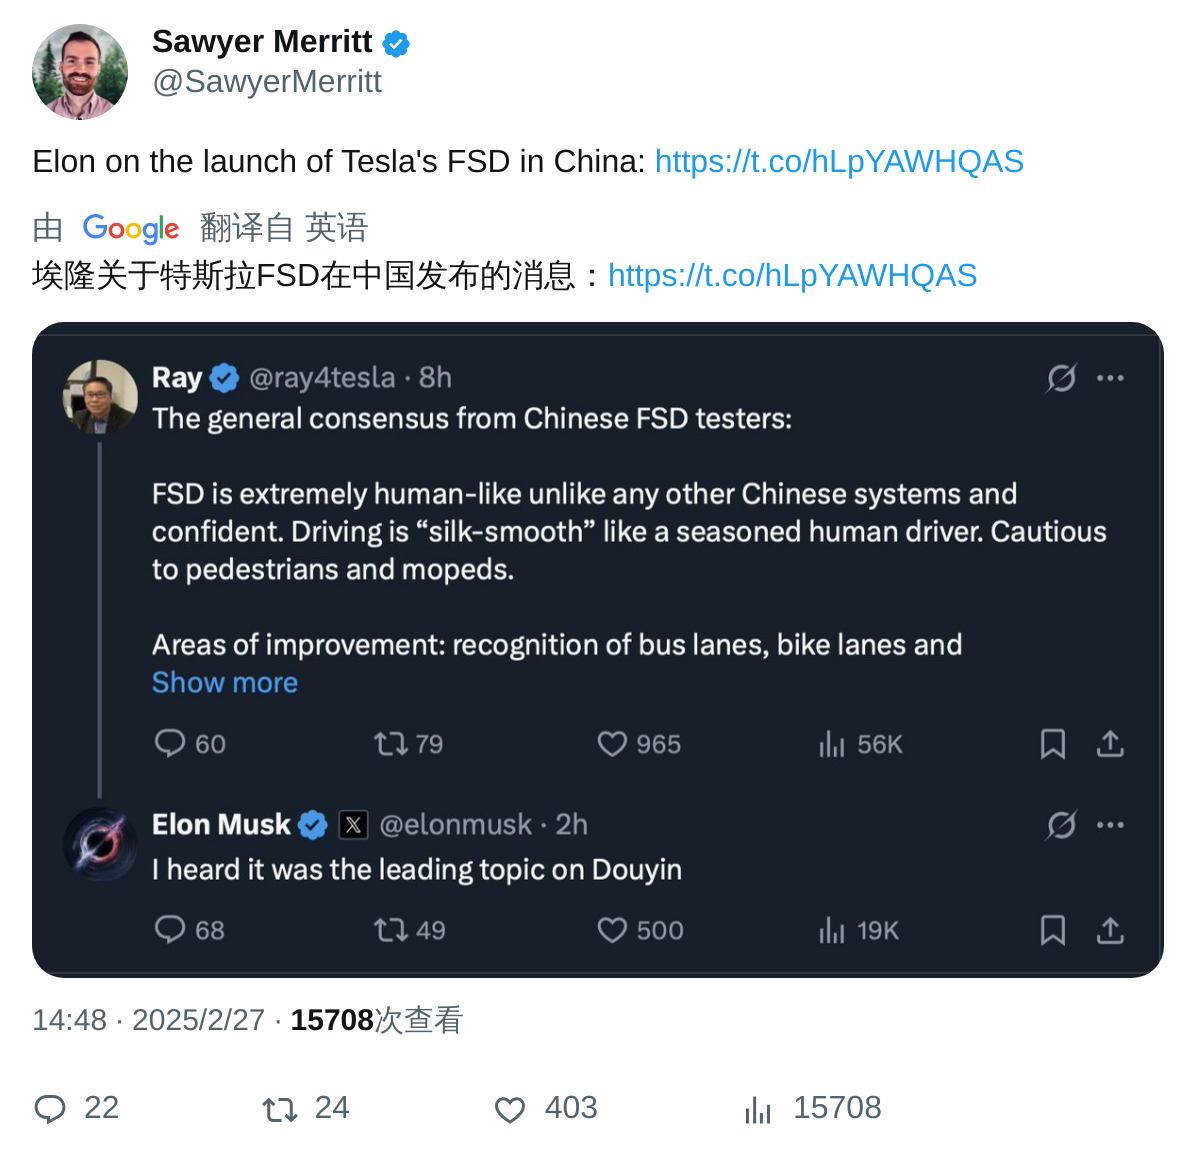 Sawyer Merritt
@SawyerMerritt
Elon on the launch of Tesla's FSD in China: https://t.co/hLpYAWHQAS
由 Google 翻译自 英语
埃隆关于特斯拉FSD在中国发布的消息：https://t.co/hLpYAWHQAS
Ray @ray4tesla · 8h
The general consensus from Chinese FSD testers:
FSD is extremely human-like unlike any other Chinese systems and
confident. Driving is “silk-smooth” like a seasoned human driver. Cautious
to pedestrians and mopeds.
Areas of improvement: recognition of bus lanes, bike lanes and
Show more
60 79 965 56K
Elon Musk X @elonmusk · 2h
I heard it was the leading topic on Douyin
68 49 500 19K
14:48 · 2025/2/27 · 15708次查看
22 24 403 15708